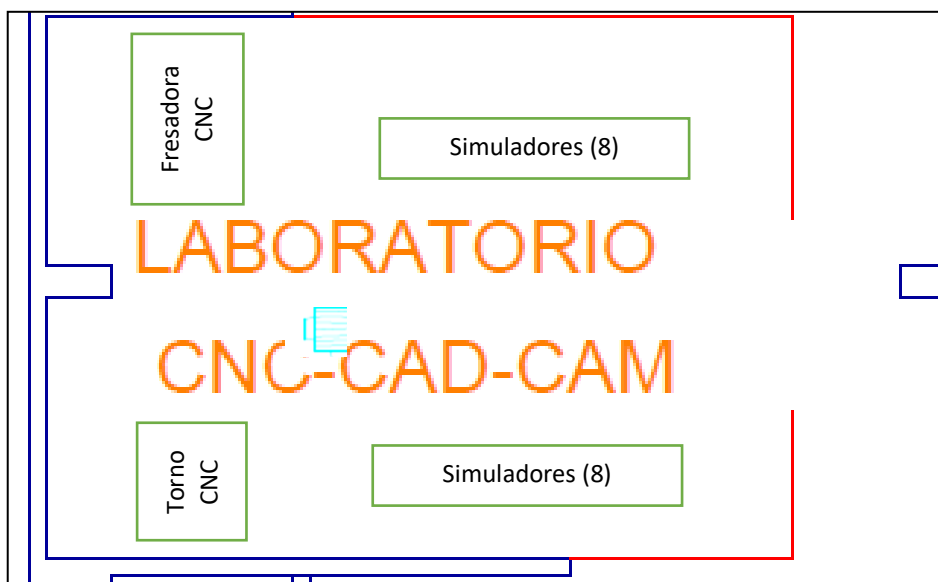 Fresadora
CNC
Simuladores (8)
LABORATORIO
CNC-CAD-CAM
Torno
CNC
Simuladores (8)